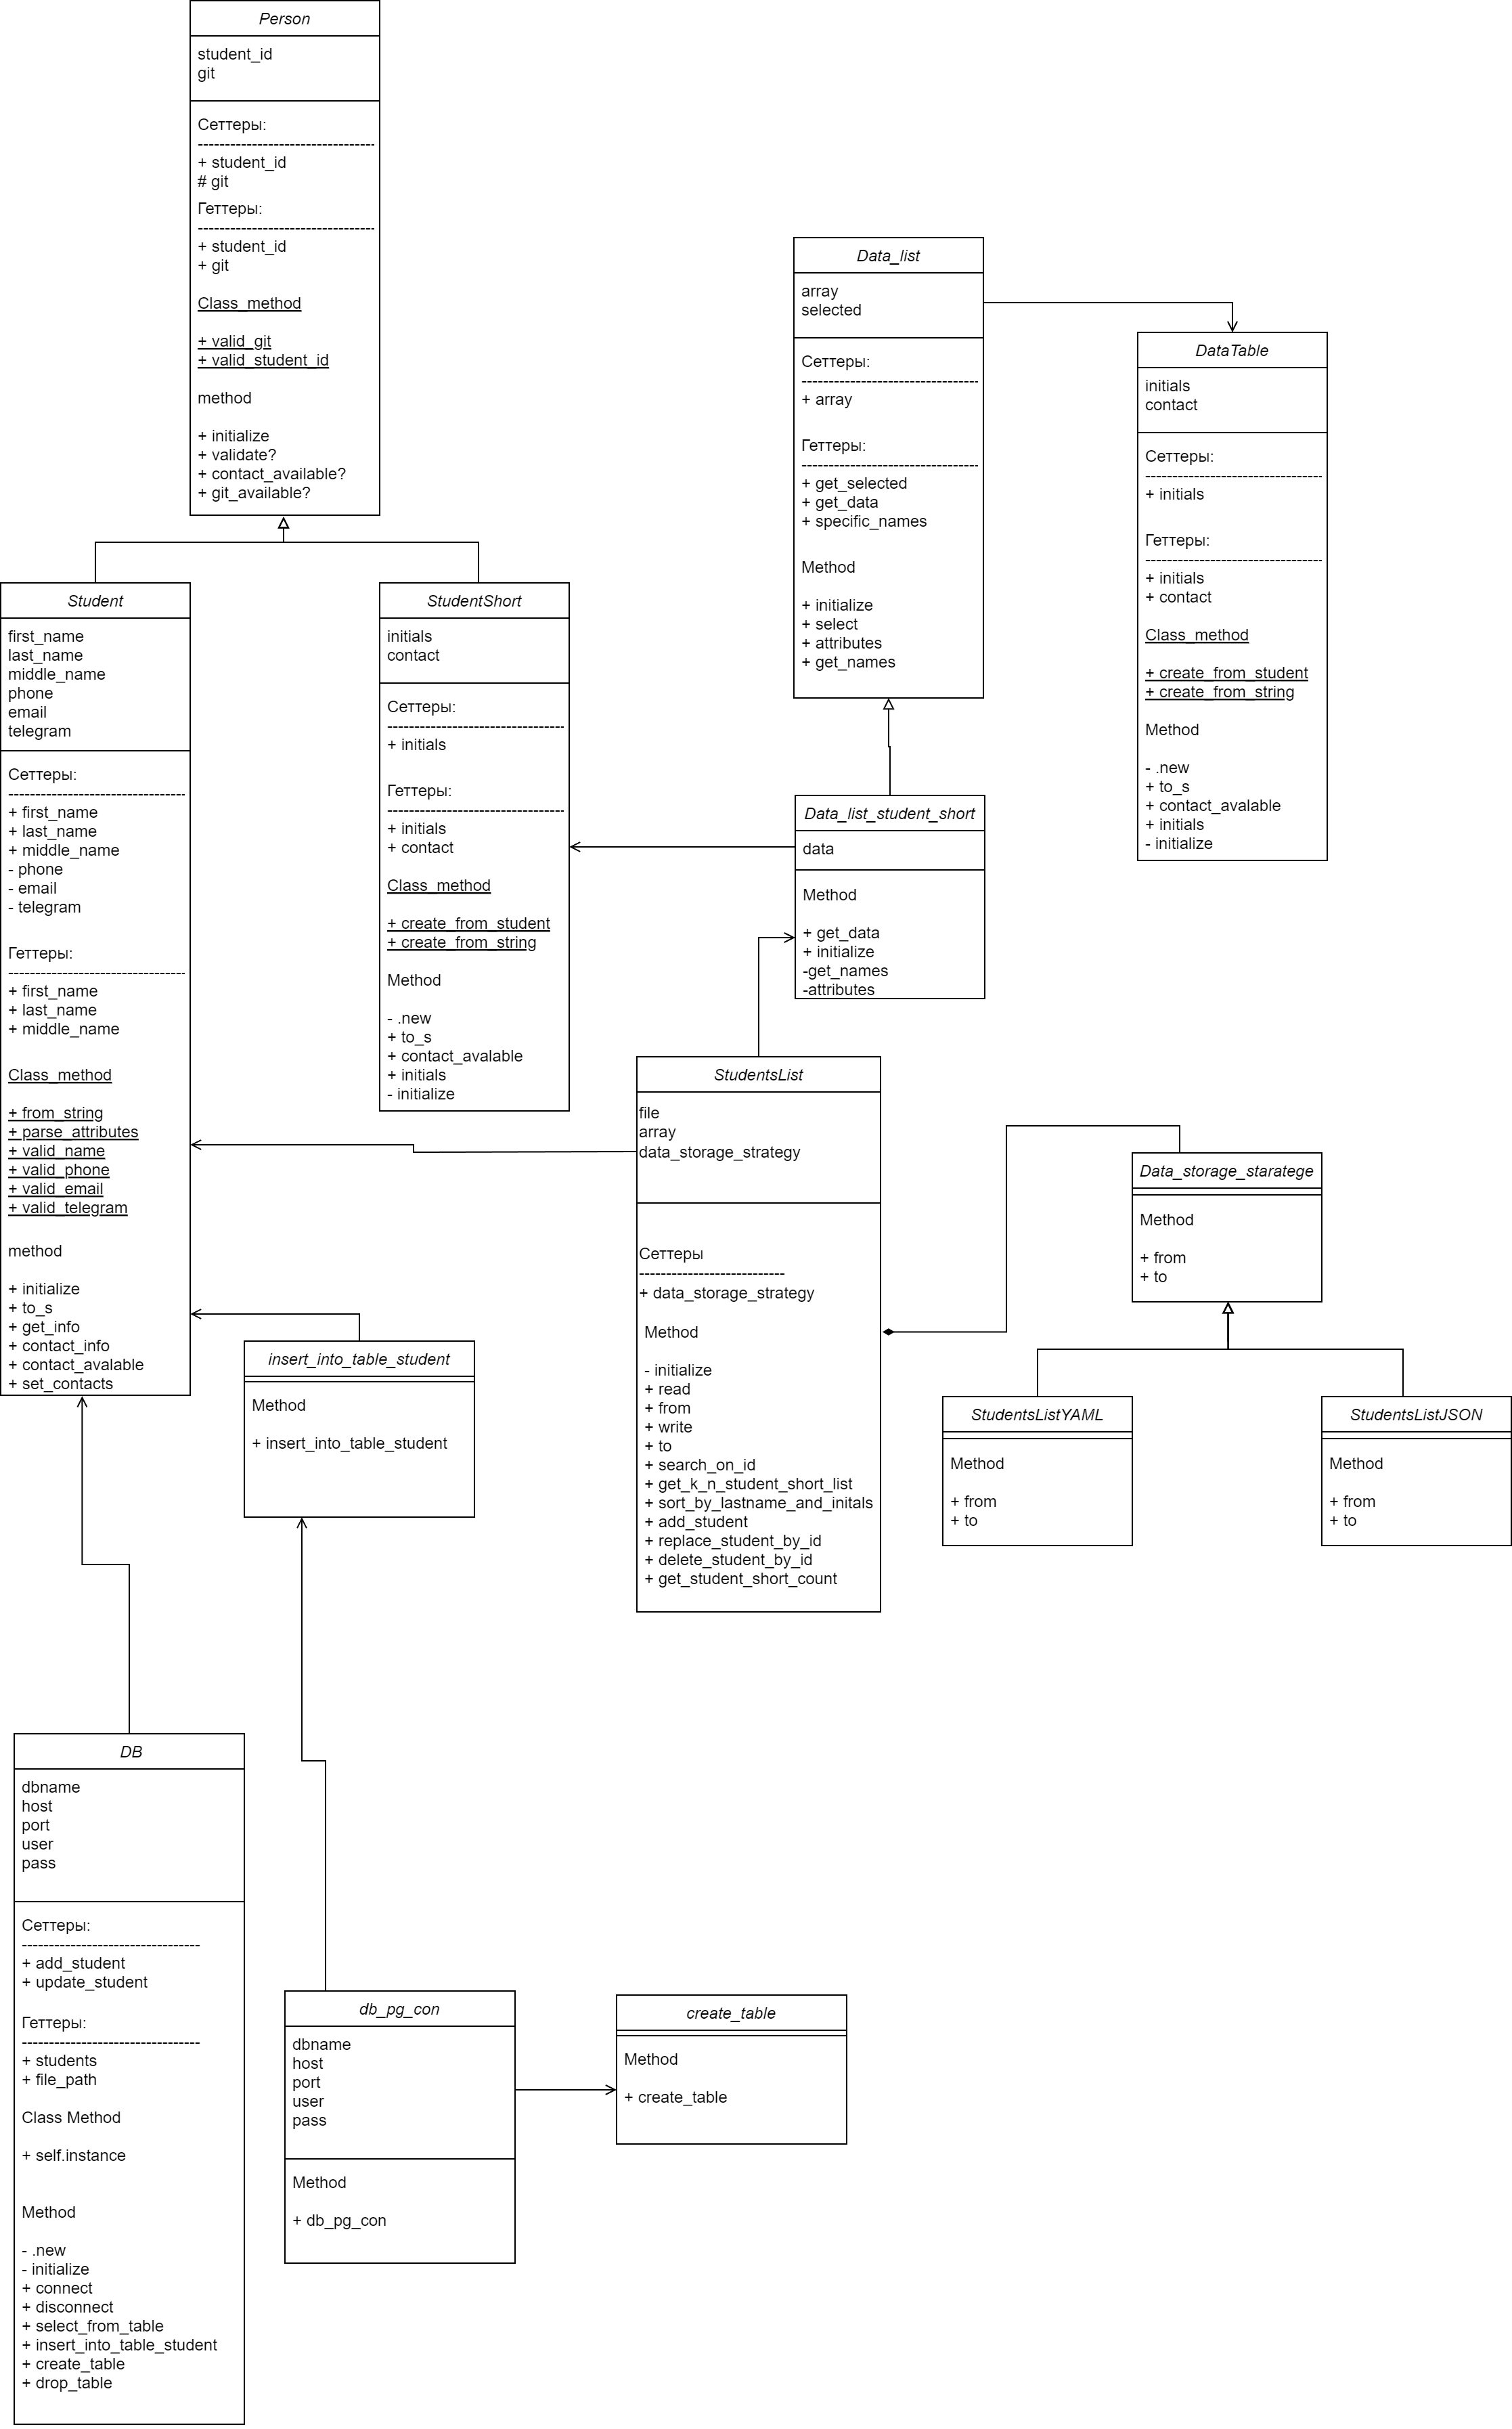 Person
student_id
git
Сеттеры:
---------------------------------
+ student_id
# git
Геттеры:
---------------------------------
+ student_id
+ git
Class_method
+ valid_git
+ valid_student_id
method
+ initialize
+ validate?
+ contact_available?
+ git_available?
Data_list
array
selected
Сеттеры:
---------------------------------
+ array
Геттеры:
---------------------------------
+ get_selected
+ get_data
+ specific_names
Method
+ initialize
+ select
+ attributes
+ get_names
DataTable
initials
contact
Сеттеры:
---------------------------------
+ initials
Геттеры:
---------------------------------
+ initials
+ contact
Class_method
+ create_from_student
+ create_from_string
Method
- .new
+ to_s
+ contact_avalable
+ initials
- initialize
Student
first_name
last_name
middle_name
phone
email
telegram
Сеттеры:
---------------------------------
+ first_name
+ last_name
+ middle_name
- phone
- email
- telegram
Геттеры:
---------------------------------
+ first_name
+ last_name
+ middle_name
Class_method
+ from_string
+ parse_attributes
+ valid_name
+ valid_phone
+ valid_email
+ valid_telegram
method
+ initialize
+ to_s
+ get_info
+ contact_info
+ contact_avalable
+ set_contacts
StudentShort
initials
contact
Сеттеры:
---------------------------------
+ initials
Геттеры:
---------------------------------
+ initials
+ contact
Class_method
+ create_from_student
+ create_from_string
Method
- .new
+ to_s
+ contact_avalable
+ initials
- initialize
Data_list_student_short
data
Method
+ get_data
+ initialize
-get_names
-attributes
StudentsList
file
array
data_storage_strategy
Сеттеры
---------------------------
+ data_storage_strategy
Method
- initialize
+ read
+ from
+ write
+ to
+ search_on_id
+ get_k_n_student_short_list
+ sort_by_lastname_and_initals
+ add_student
+ replace_student_by_id
+ delete_student_by_id
+ get_student_short_count
Data_storage_staratege
Method
+ from
+ to
StudentsListYAML
Method
+ from
+ to
StudentsListJSON
Method
+ from
+ to
insert_into_table_student
Method
+ insert_into_table_student
DB
dbname
host
port
user
pass
Сеттеры:
---------------------------------
+ add_student
+ update_student
Геттеры:
---------------------------------
+ students
+ file_path
Class Method
+ self.instance
Method
- .new
- initialize
+ connect
+ disconnect
+ select_from_table
+ insert_into_table_student
+ create_table
+ drop_table
db_pg_con
dbname
host
port
user
pass
Method
+ db_pg_con
create_table
Method
+ create_table